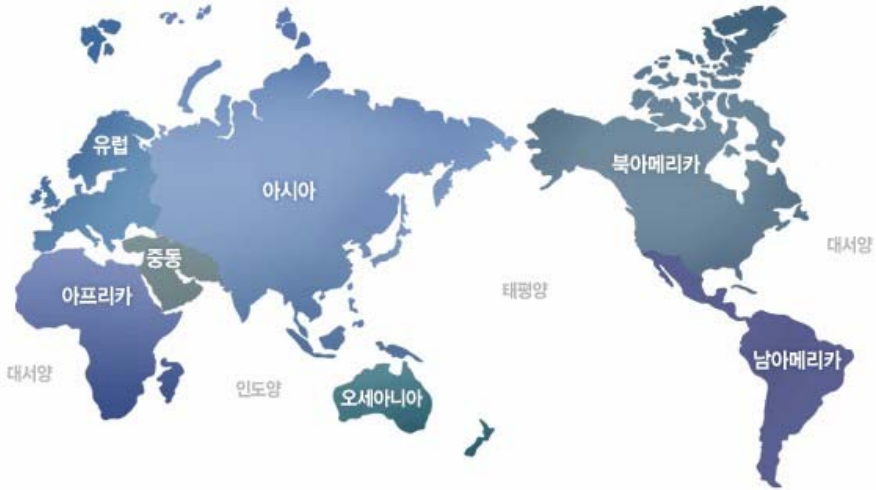 유럽
아시아
북아메리카
중동
대서양
아프리카
태평양
남아메리카
대서양
인도양
오세아니아